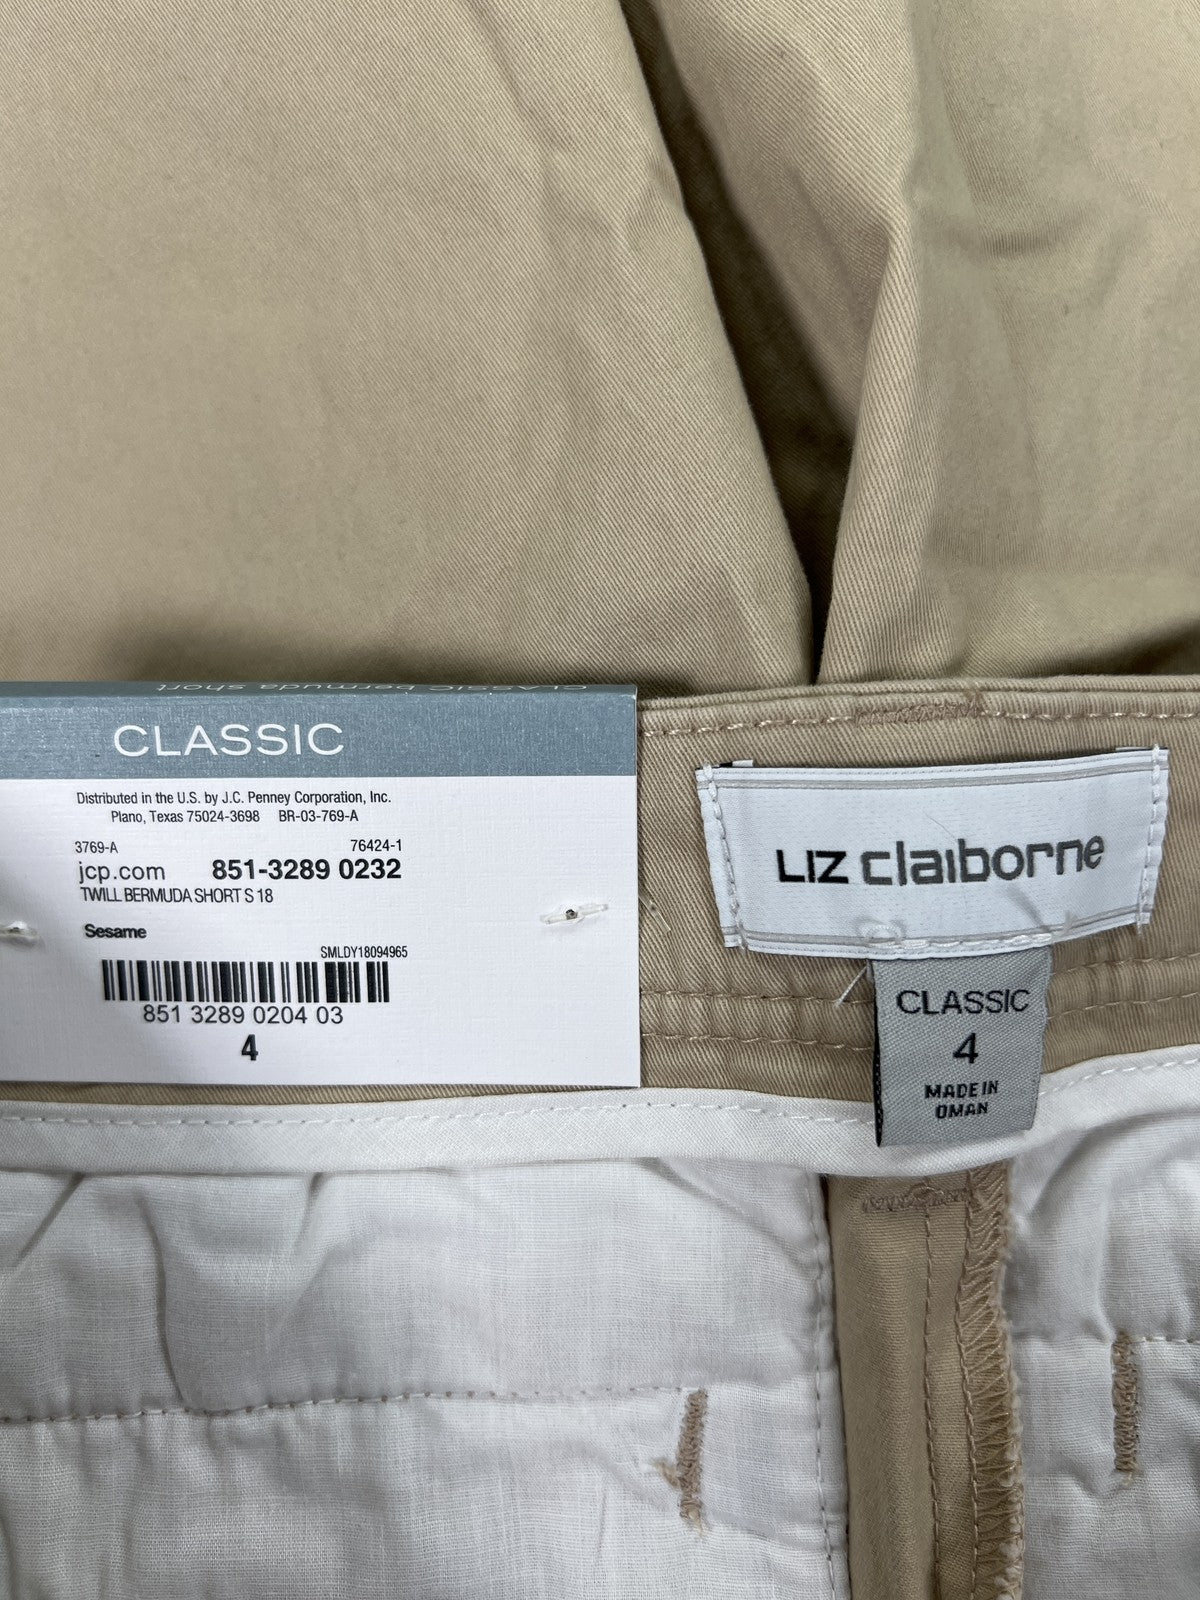 CLASSIC bermuda short
CLASSIC
Distributed in the U.S. by J.C. Penney Corporation, Inc.
Plano, Texas 75024-3698 BR-03-769-A
3769-A 76424-1
jcp.com 851-3289 0232
TWILL BERMUDA SHORT S 18
Sesame
SMLDY18094965
851 3289 0204 03
4
LIZ claiborne
CLASSIC
4
MADE IN
OMAN